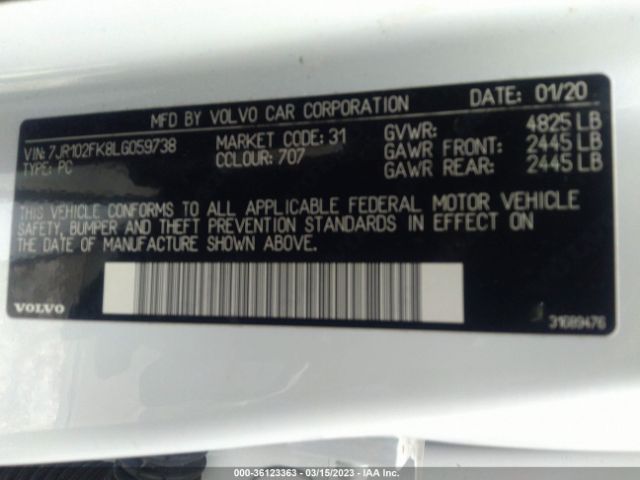 MFD BY VOLVO CAR CORPORATION DATE: 01/20
VIN: 7JR102FK8LG059738 MARKET CODE: 31 GVWR: 4825 LB
TYPE: PC COLOUR: 707 GAWR FRONT: 2445 LB
GAWR REAR: 2445 LB
THIS VEHICLE CONFORMS TO ALL APPLICABLE FEDERAL MOTOR VEHICLE
SAFETY, BUMPER AND THEFT PREVENTION STANDARDS IN EFFECT ON
THE DATE OF MANUFACTURE SHOWN ABOVE.
VOLVO 31689476
000-36123363 — 03/15/2023 — IAAI.COM